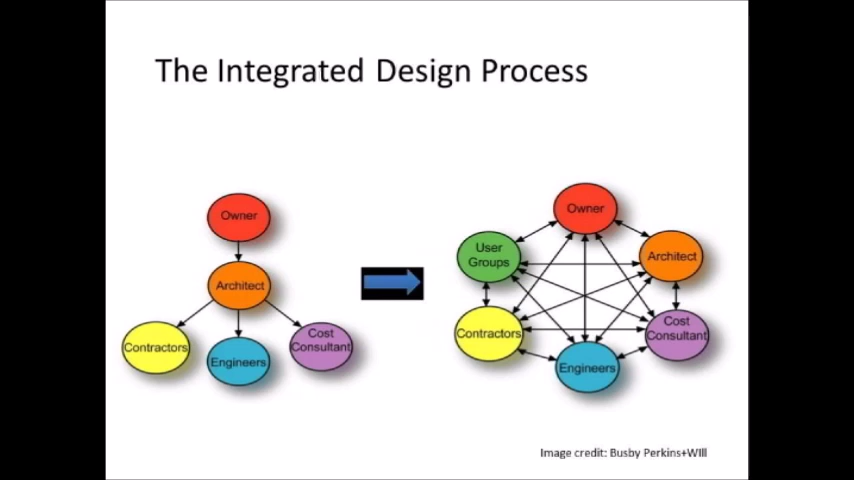 The Integrated Design Process
Owner
Architect
Contractors
Engineers
Cost
Consultant
Owner
User
Groups
Architect
Contractors
Cost
Consultant
Engineers
Image credit: Busby Perkins+WIll